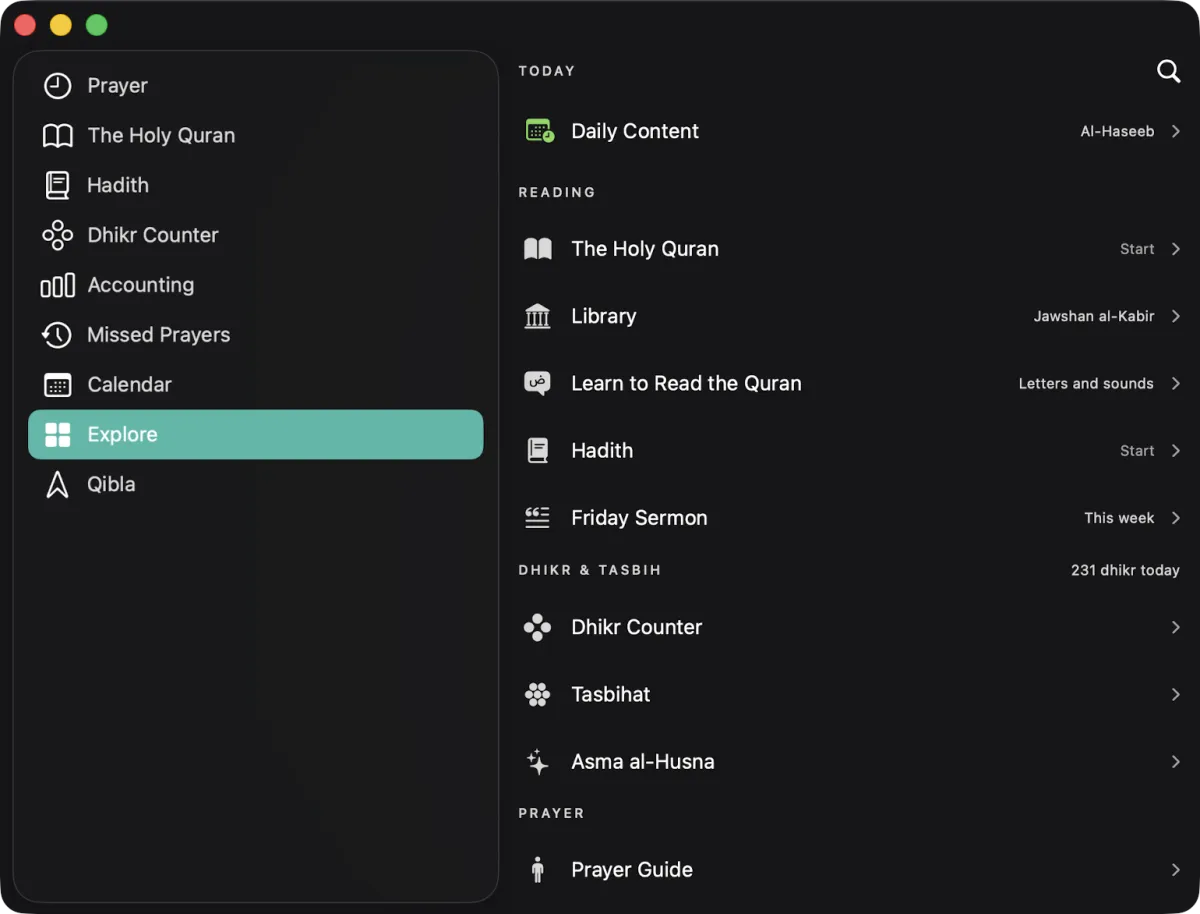 Prayer
The Holy Quran
Hadith
Dhikr Counter
Accounting
Missed Prayers
Calendar
Explore
Qibla
TODAY
Daily Content Al-Haseeb
READING
The Holy Quran Start
Library Jawshan al-Kabir
ض
Learn to Read the Quran Letters and sounds
Hadith Start
Friday Sermon This week
DHIKR & TASBIH 231 dhikr today
Dhikr Counter
Tasbihat
Asma al-Husna
PRAYER
Prayer Guide